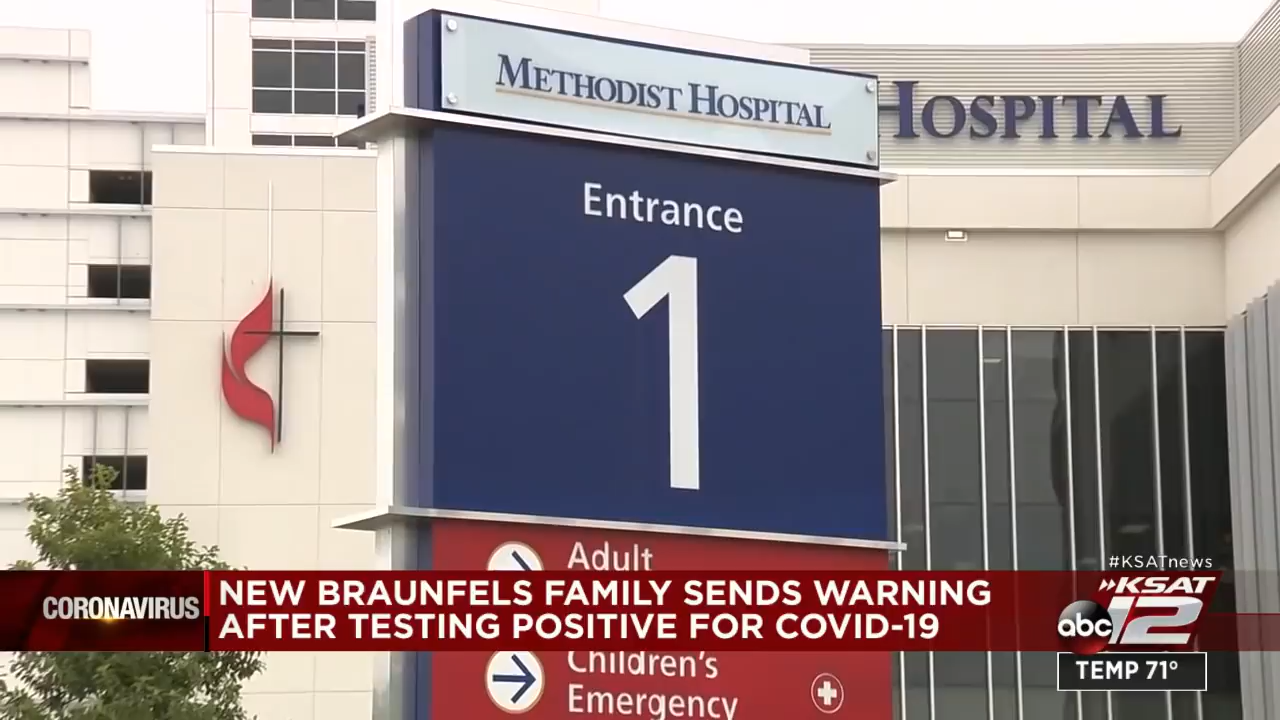 METHODIST HOSPITAL
HOSPITAL
Entrance
1
Adult
#KSATnews
CORONAVIRUS
NEW BRAUNFELS FAMILY SENDS WARNING
AFTER TESTING POSITIVE FOR COVID-19
KSAT
abc 12
Children's
Emergency
TEMP 71°